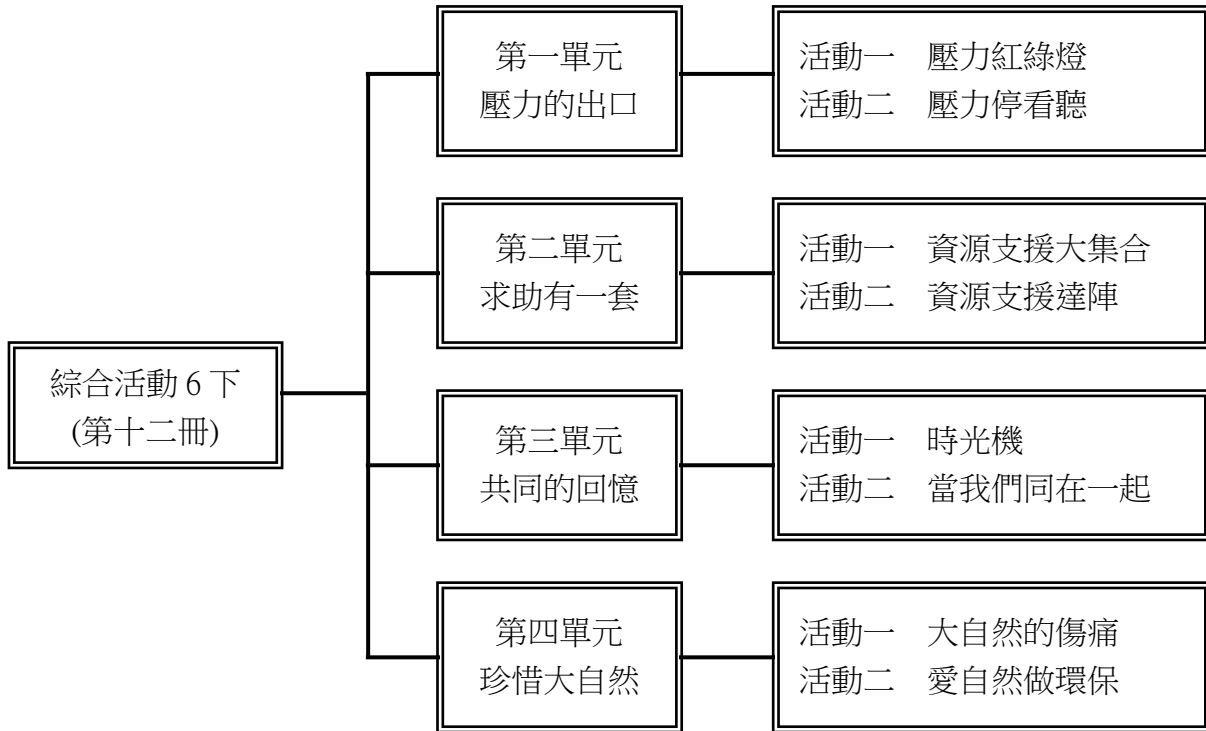 綜合活動6下
(第十二冊)
第一單元
壓力的出口
活動一　壓力紅綠燈
活動二　壓力停看聽
第二單元
求助有一套
活動一　資源支援大集合
活動二　資源支援達陣
第三單元
共同的回憶
活動一　時光機
活動二　當我們同在一起
第四單元
珍惜大自然
活動一　大自然的傷痛
活動二　愛自然做環保